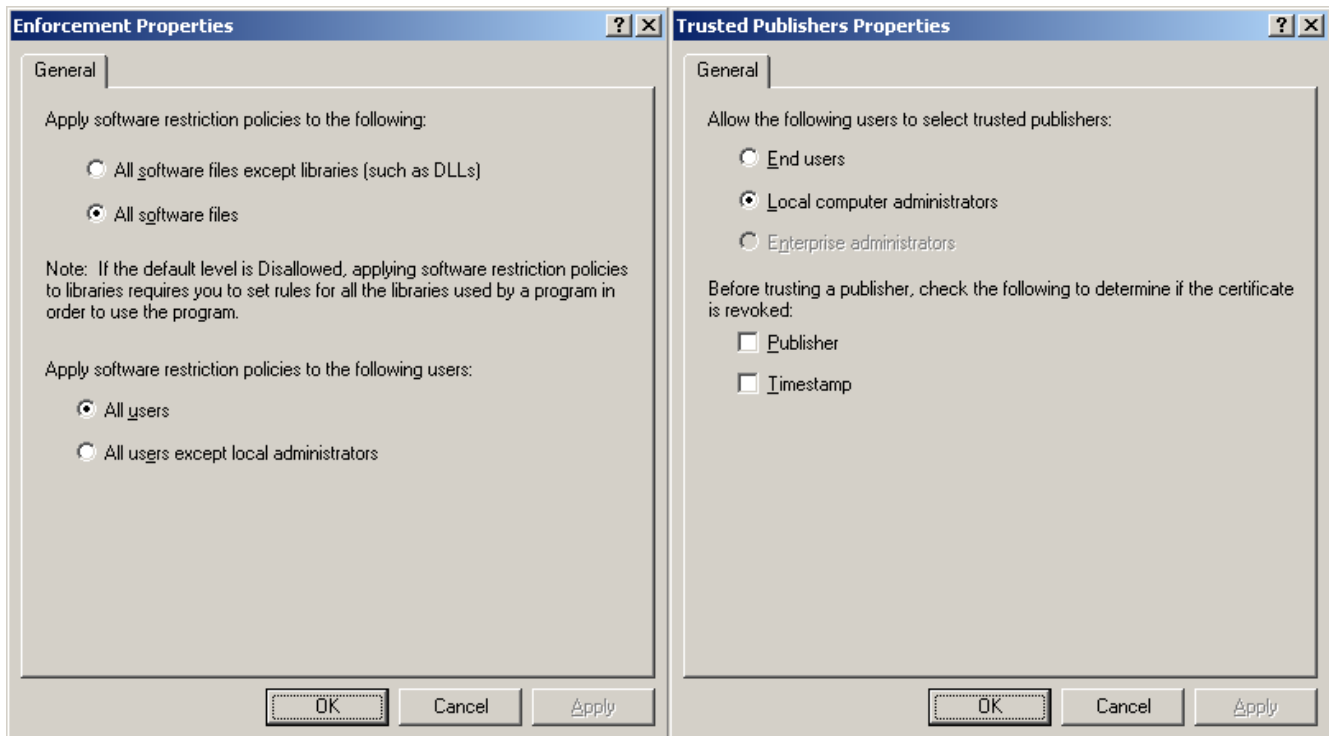 Enforcement Properties
General
Apply software restriction policies to the following:
All software files except libraries (such as DLLs)
All software files
Note: If the default level is Disallowed, applying software restriction policies
to libraries requires you to set rules for all the libraries used by a program in
order to use the program.
Apply software restriction policies to the following users:
All users
All users except local administrators
OK
Cancel
Apply
Trusted Publishers Properties
General
Allow the following users to select trusted publishers:
End users
Local computer administrators
Enterprise administrators
Before trusting a publisher, check the following to determine if the certificate
is revoked:
Publisher
Timestamp
OK
Cancel
Apply